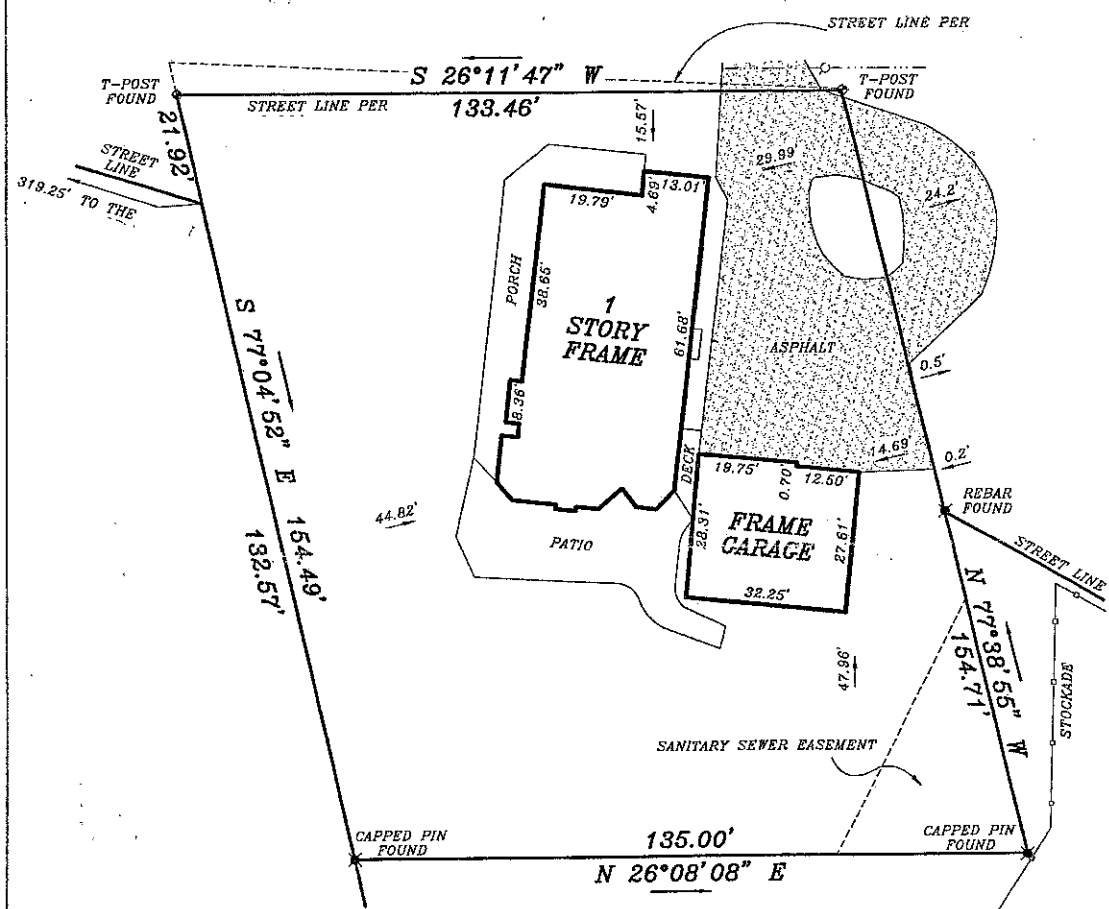 STREET LINE PER
S 26°11'47" W
T-POST
FOUND
T-POST
FOUND
STREET LINE PER
133.46'
21.92'
15.57'
STREET
LINE
319.25' TO THE
29.99'
24.2'
19.79'
4.69'
13.01'
PORCH
38.65'
1
STORY
FRAME
61.68'
ASPHALT
0.5'
8.36'
S 77°04'52" E 154.49'
132.57'
14.69'
0.2'
DECK
19.75'
0.70'
12.50'
REBAR
FOUND
44.82'
PATIO
28.31'
FRAME
GARAGE
27.61'
STREET LINE
32.25'
N 77°38'55" W
154.71'
47.96'
STOCKADE
SANITARY SEWER EASEMENT
CAPPED PIN
FOUND
135.00'
CAPPED PIN
FOUND
N 26°08'08" E